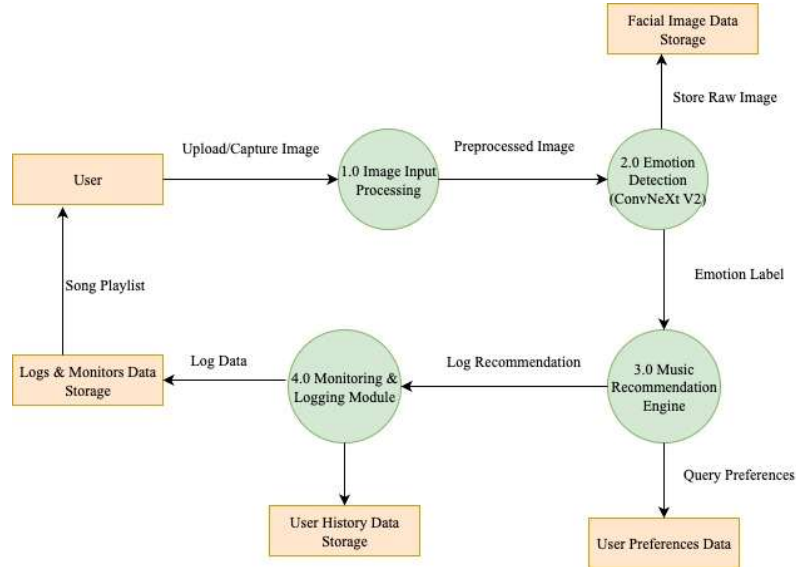 Facial Image Data
Storage
Store Raw Image
Upload/Capture Image
Preprocessed Image
User
1.0 Image Input
Processing
2.0 Emotion
Detection
(ConvNeXt V2)
Song Playlist
Emotion Label
Logs & Monitors Data
Storage
Log Data
4.0 Monitoring &
Logging Module
Log Recommendation
3.0 Music
Recommendation
Engine
Query Preferences
User History Data
Storage
User Preferences Data